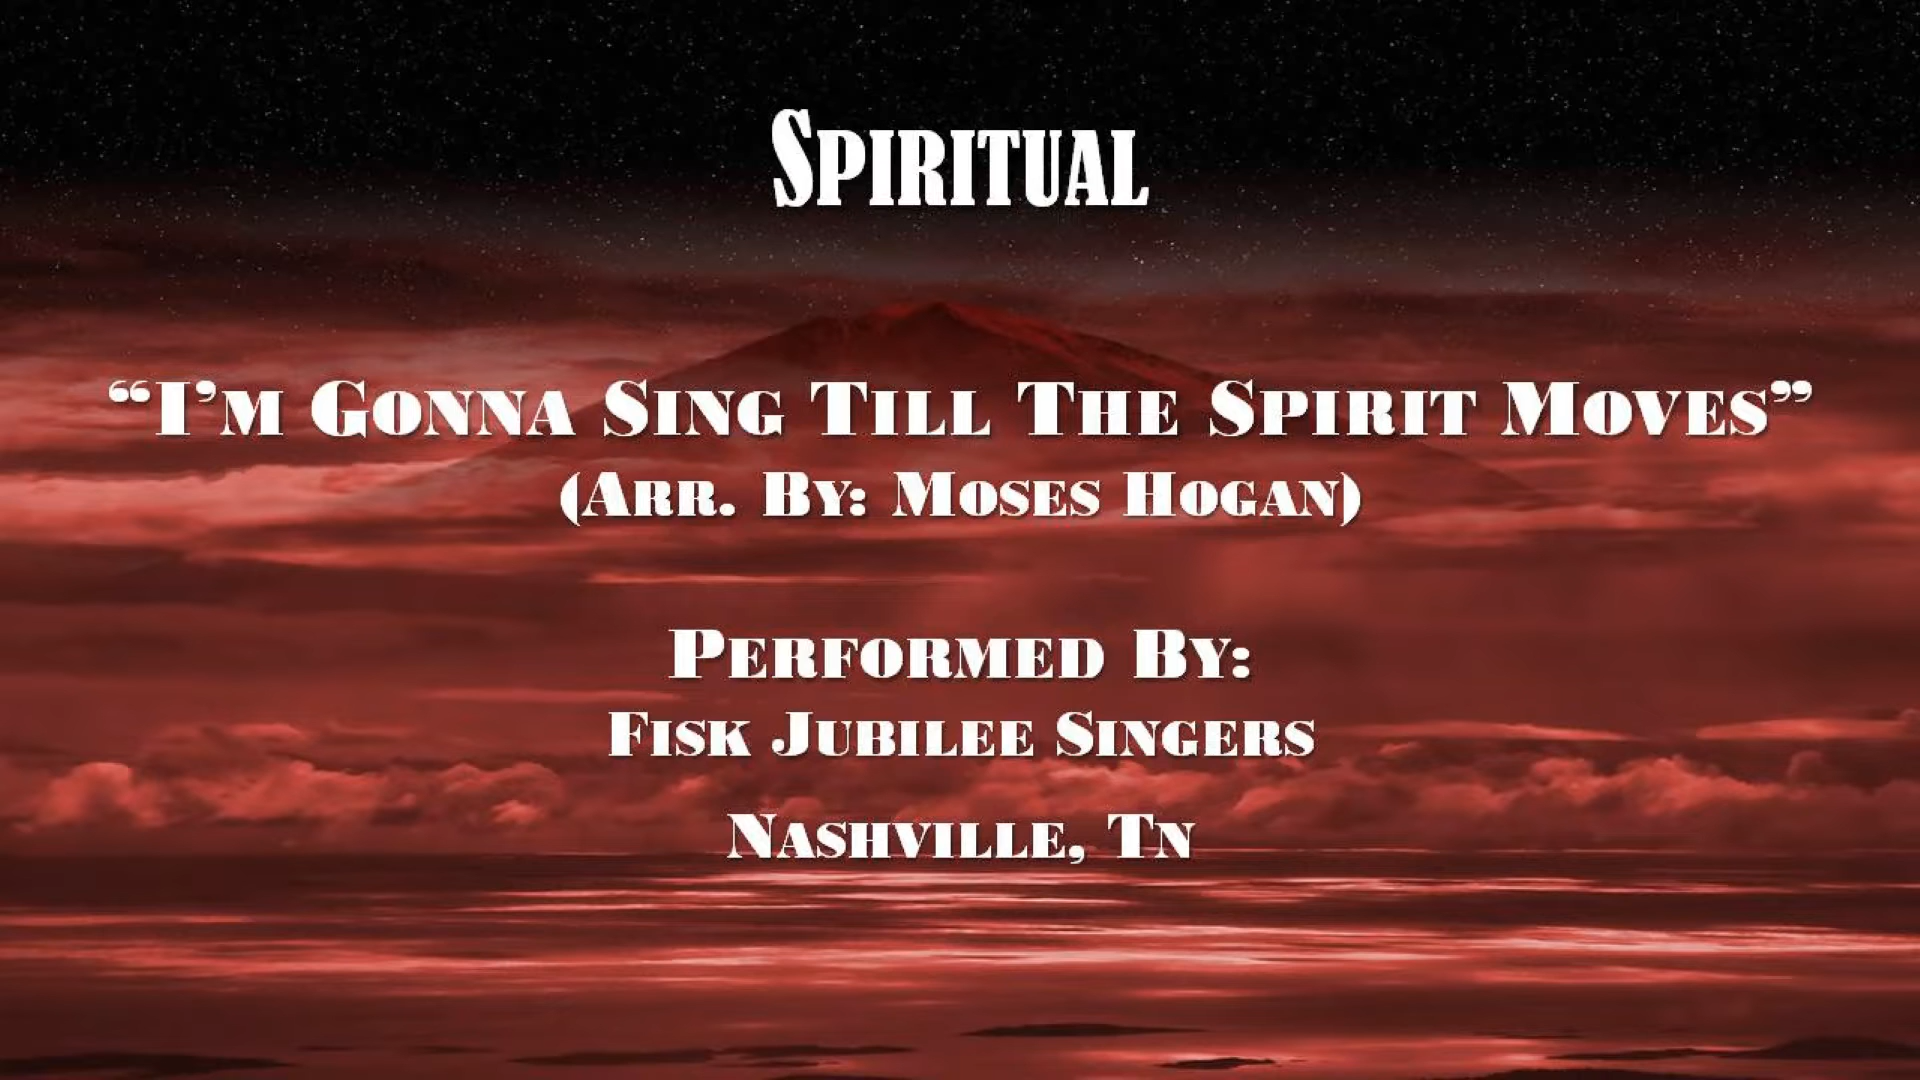 Spiritual
“I’m Gonna Sing Till The Spirit Moves”
(Arr. By: Moses Hogan)
Performed By:
Fisk Jubilee Singers
Nashville, Tn